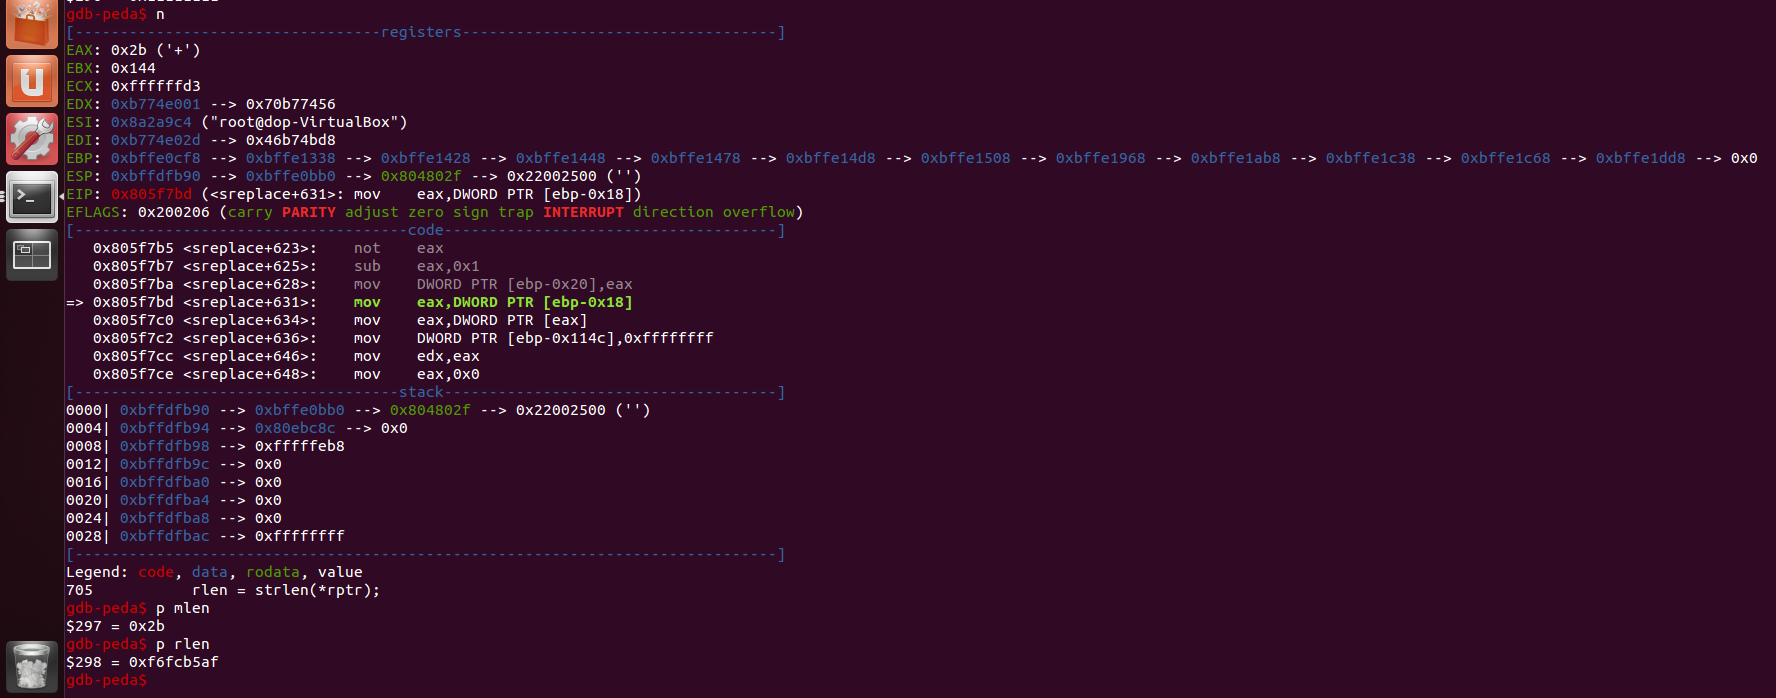 gdb-peda$ n
[----------------------------------registers-----------------------------------]
EAX: 0x2b ('+')
EBX: 0x144
ECX: 0xffffffd3
EDX: 0xb774e001 --> 0x70b77456
ESI: 0x8a2a9c4 ("root@dop-VirtualBox")
EDI: 0xb774e02d --> 0x46b74bd8
EBP: 0xbffe0cf8 --> 0xbffe1338 --> 0xbffe1428 --> 0xbffe1448 --> 0xbffe1478 --> 0xbffe14d8 --> 0xbffe1508 --> 0xbffe1968 --> 0xbffe1ab8 --> 0xbffe1c38 --> 0xbffe1c68 --> 0xbffe1dd8 --> 0x0
ESP: 0xbffdfb90 --> 0xbffe0bb0 --> 0x804802f --> 0x22002500 ('')
EIP: 0x805f7bd (<sreplace+631>: mov    eax,DWORD PTR [ebp-0x18])
EFLAGS: 0x200206 (carry PARITY adjust zero sign trap INTERRUPT direction overflow)
[-------------------------------------code-------------------------------------]
   0x805f7b5 <sreplace+623>:    not    eax
   0x805f7b7 <sreplace+625>:    sub    eax,0x1
   0x805f7ba <sreplace+628>:    mov    DWORD PTR [ebp-0x20],eax
=> 0x805f7bd <sreplace+631>:    mov    eax,DWORD PTR [ebp-0x18]
   0x805f7c0 <sreplace+634>:    mov    eax,DWORD PTR [eax]
   0x805f7c2 <sreplace+636>:    mov    DWORD PTR [ebp-0x114c],0xffffffff
   0x805f7cc <sreplace+646>:    mov    edx,eax
   0x805f7ce <sreplace+648>:    mov    eax,0x0
[------------------------------------stack-------------------------------------]
0000| 0xbffdfb90 --> 0xbffe0bb0 --> 0x804802f --> 0x22002500 ('')
0004| 0xbffdfb94 --> 0x80ebc8c --> 0x0
0008| 0xbffdfb98 --> 0xfffffeb8
0012| 0xbffdfb9c --> 0x0
0016| 0xbffdfba0 --> 0x0
0020| 0xbffdfba4 --> 0x0
0024| 0xbffdfba8 --> 0x0
0028| 0xbffdfbac --> 0xffffffff
[------------------------------------------------------------------------------]
Legend: code, data, rodata, value
705           rlen = strlen(*rptr);
gdb-peda$ p mlen
$297 = 0x2b
gdb-peda$ p rlen
$298 = 0xf6fcb5af
gdb-peda$